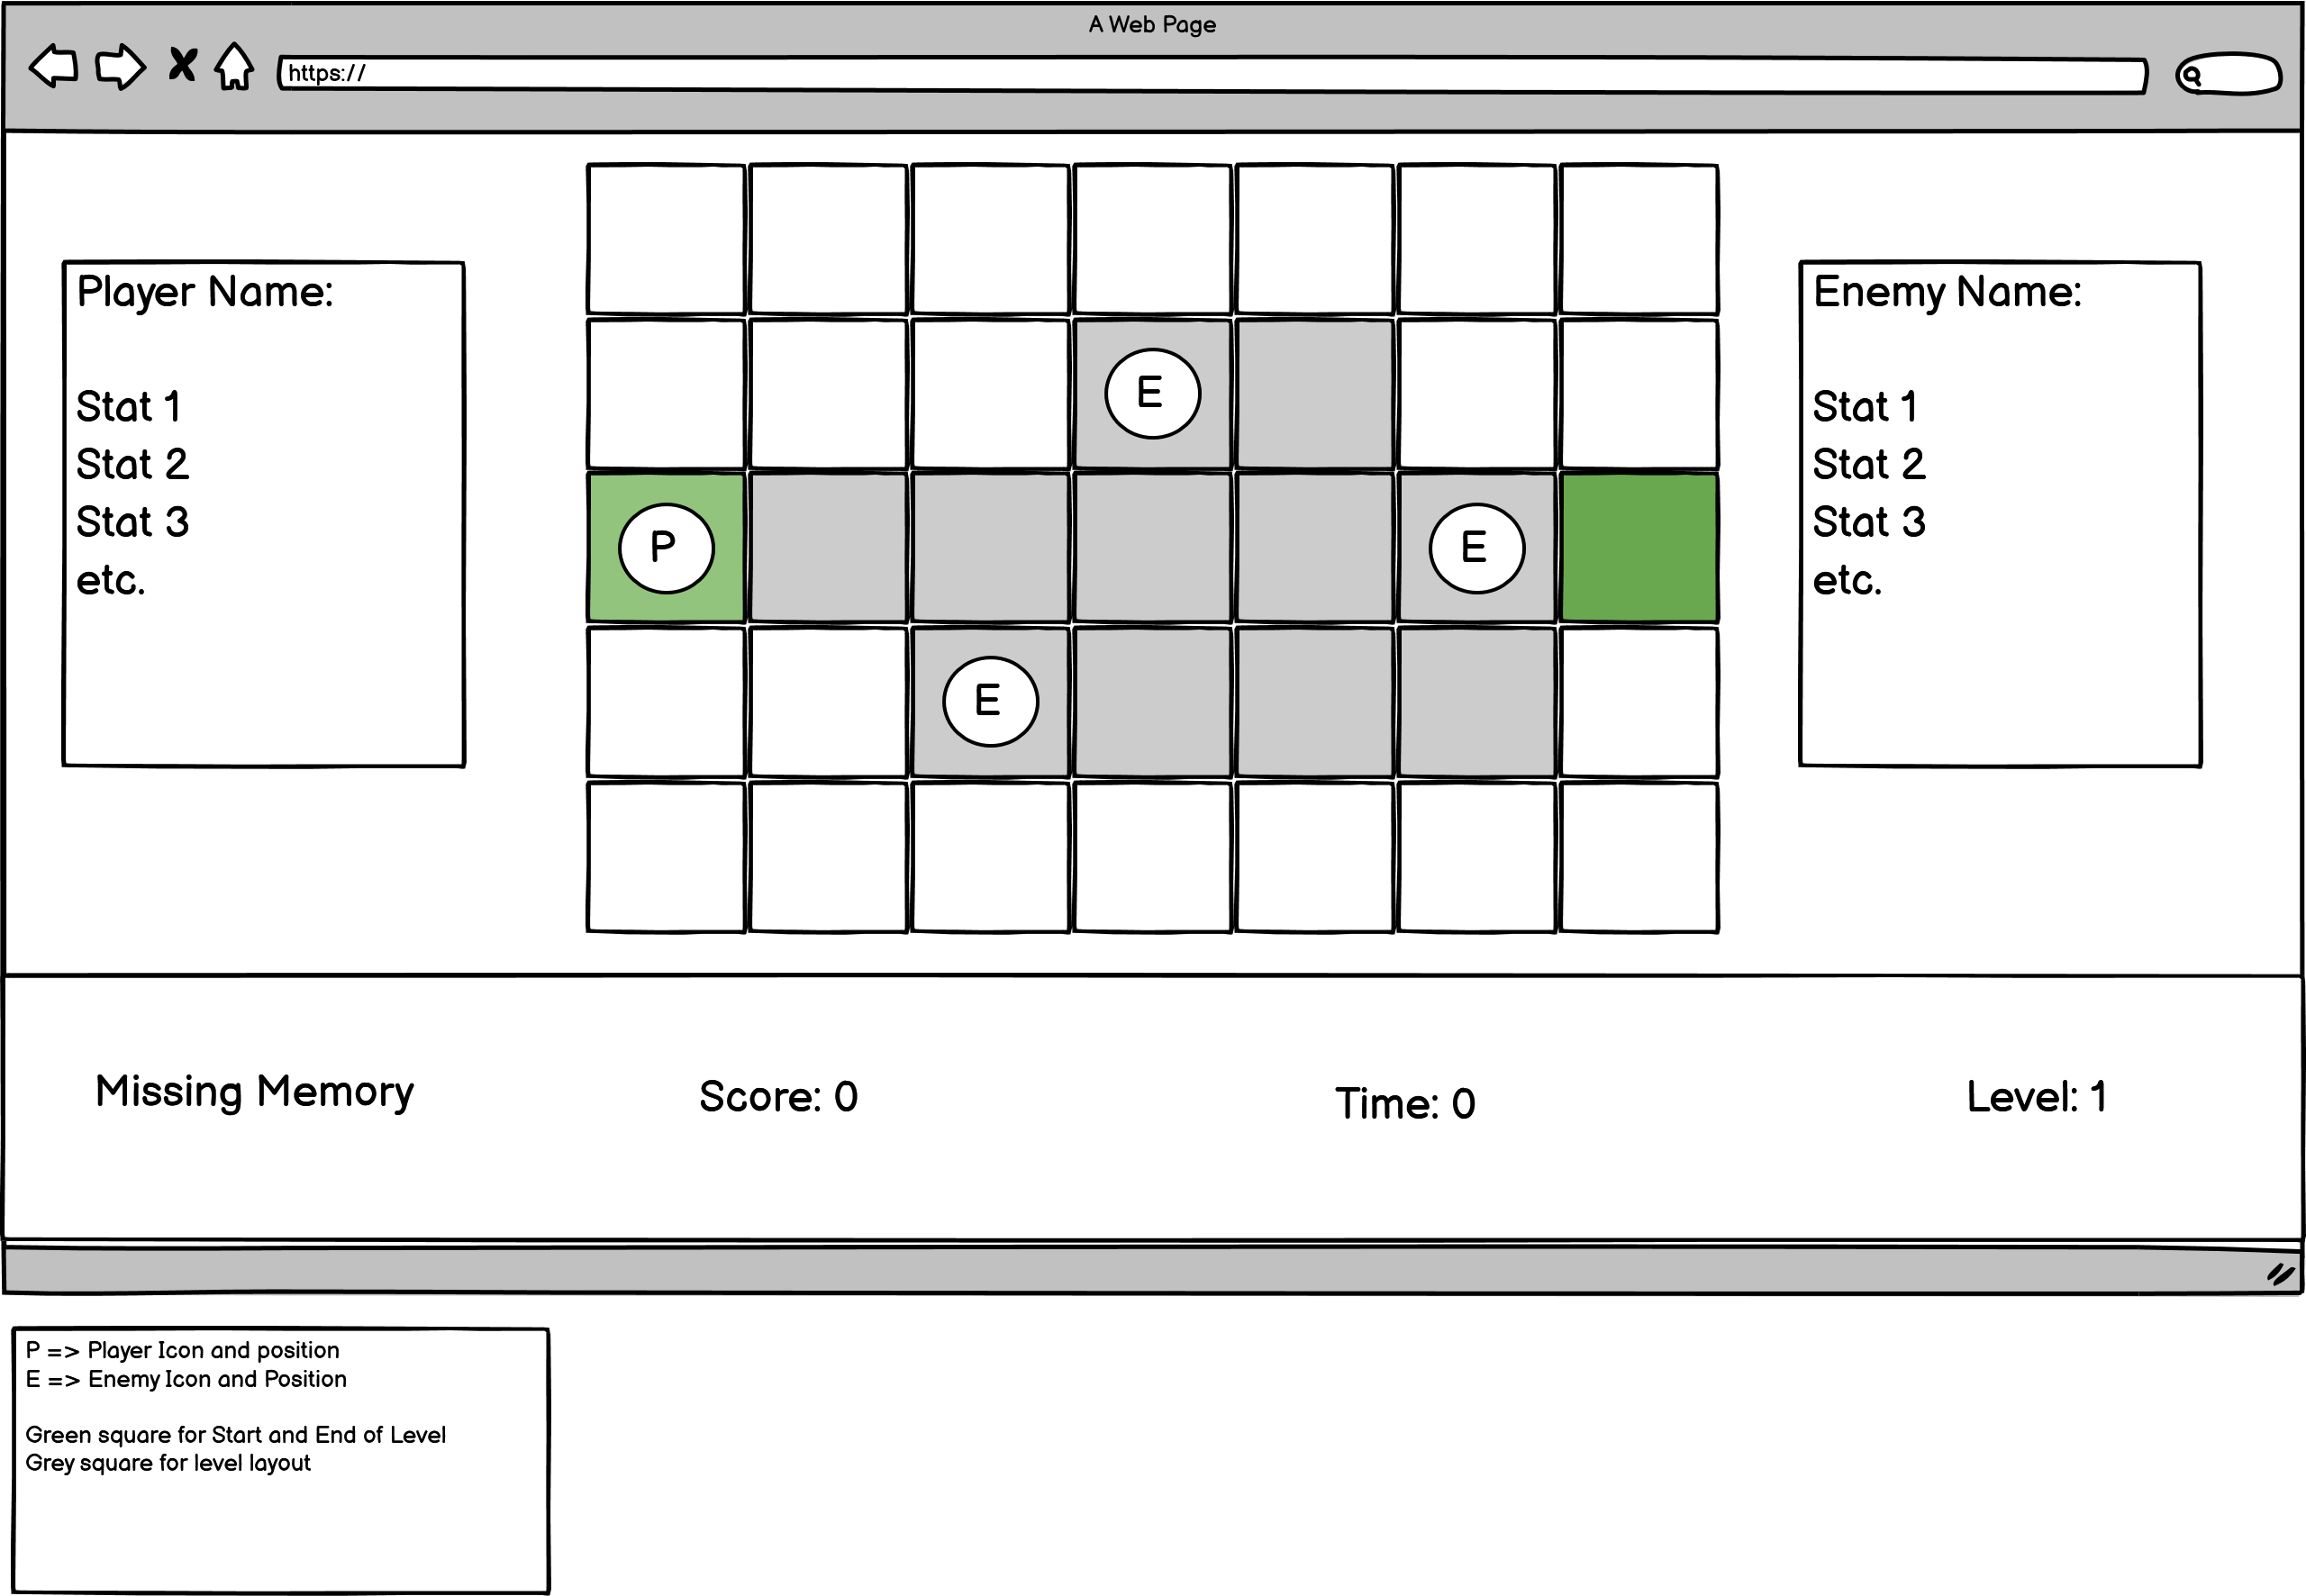 A Web Page
https://
Player Name:
Stat 1
Stat 2
Stat 3
etc.
E
P
E
E
Enemy Name:
Stat 1
Stat 2
Stat 3
etc.
Missing Memory
Score: 0
Time: 0
Level: 1
P => Player Icon and position
E => Enemy Icon and Position
Green square for Start and End of Level
Grey square for level layout